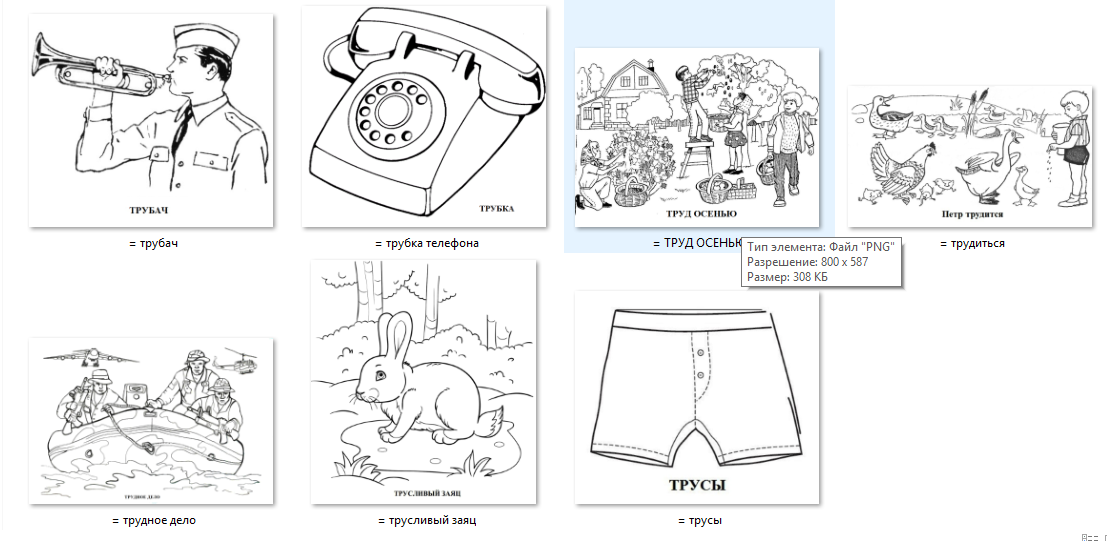 ТРУБАЧ
ТРУБКА
ТРУД ОСЕНЬЮ
Петр трудится
= трубач
= трубка телефона
= ТРУД ОСЕНЬЮ
= трудиться
Тип элемента: Файл "PNG"
Разрешение: 800 x 587
Размер: 308 КБ
ТРУДНОЕ ДЕЛО
ТРУСЛИВЫЙ ЗАЯЦ
ТРУСЫ
= трудное дело
= трусливый заяц
= трусы